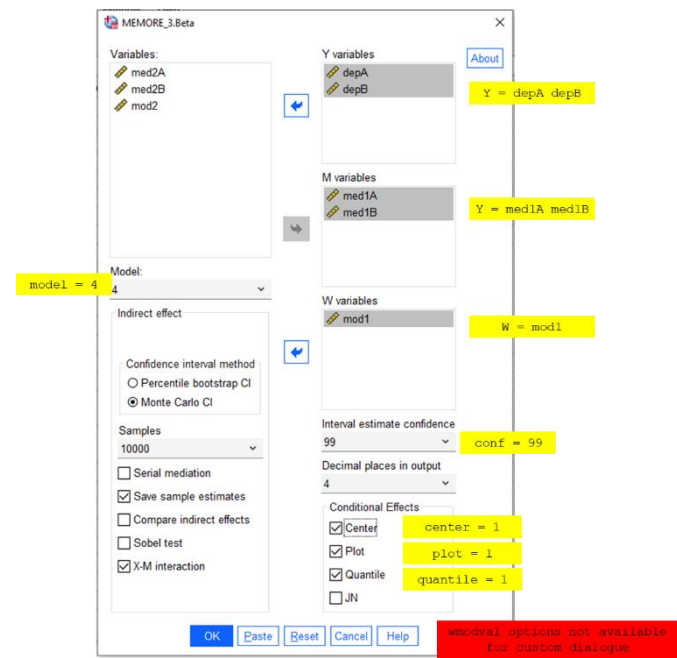 MEMORE_3.Beta
Variables:
med2A
med2B
mod2
Y variables
depA
depB
About
Y = depA depB
M variables
med1A
med1B
Y = med1A med1B
Model:
model = 4
4
W variables
mod1
W = mod1
Indirect effect
Confidence interval method
Percentile bootstrap CI
Monte Carlo CI
Samples
10000
Serial mediation
Save sample estimates
Compare indirect effects
Sobel test
X-M interaction
Interval estimate confidence
99
conf = 99
Decimal places in output
4
Conditional Effects
Center
center = 1
Plot
plot = 1
Quantile
quantile = 1
JN
OK
Paste
Reset
Cancel
Help
wmodval options not available
for custom dialogue